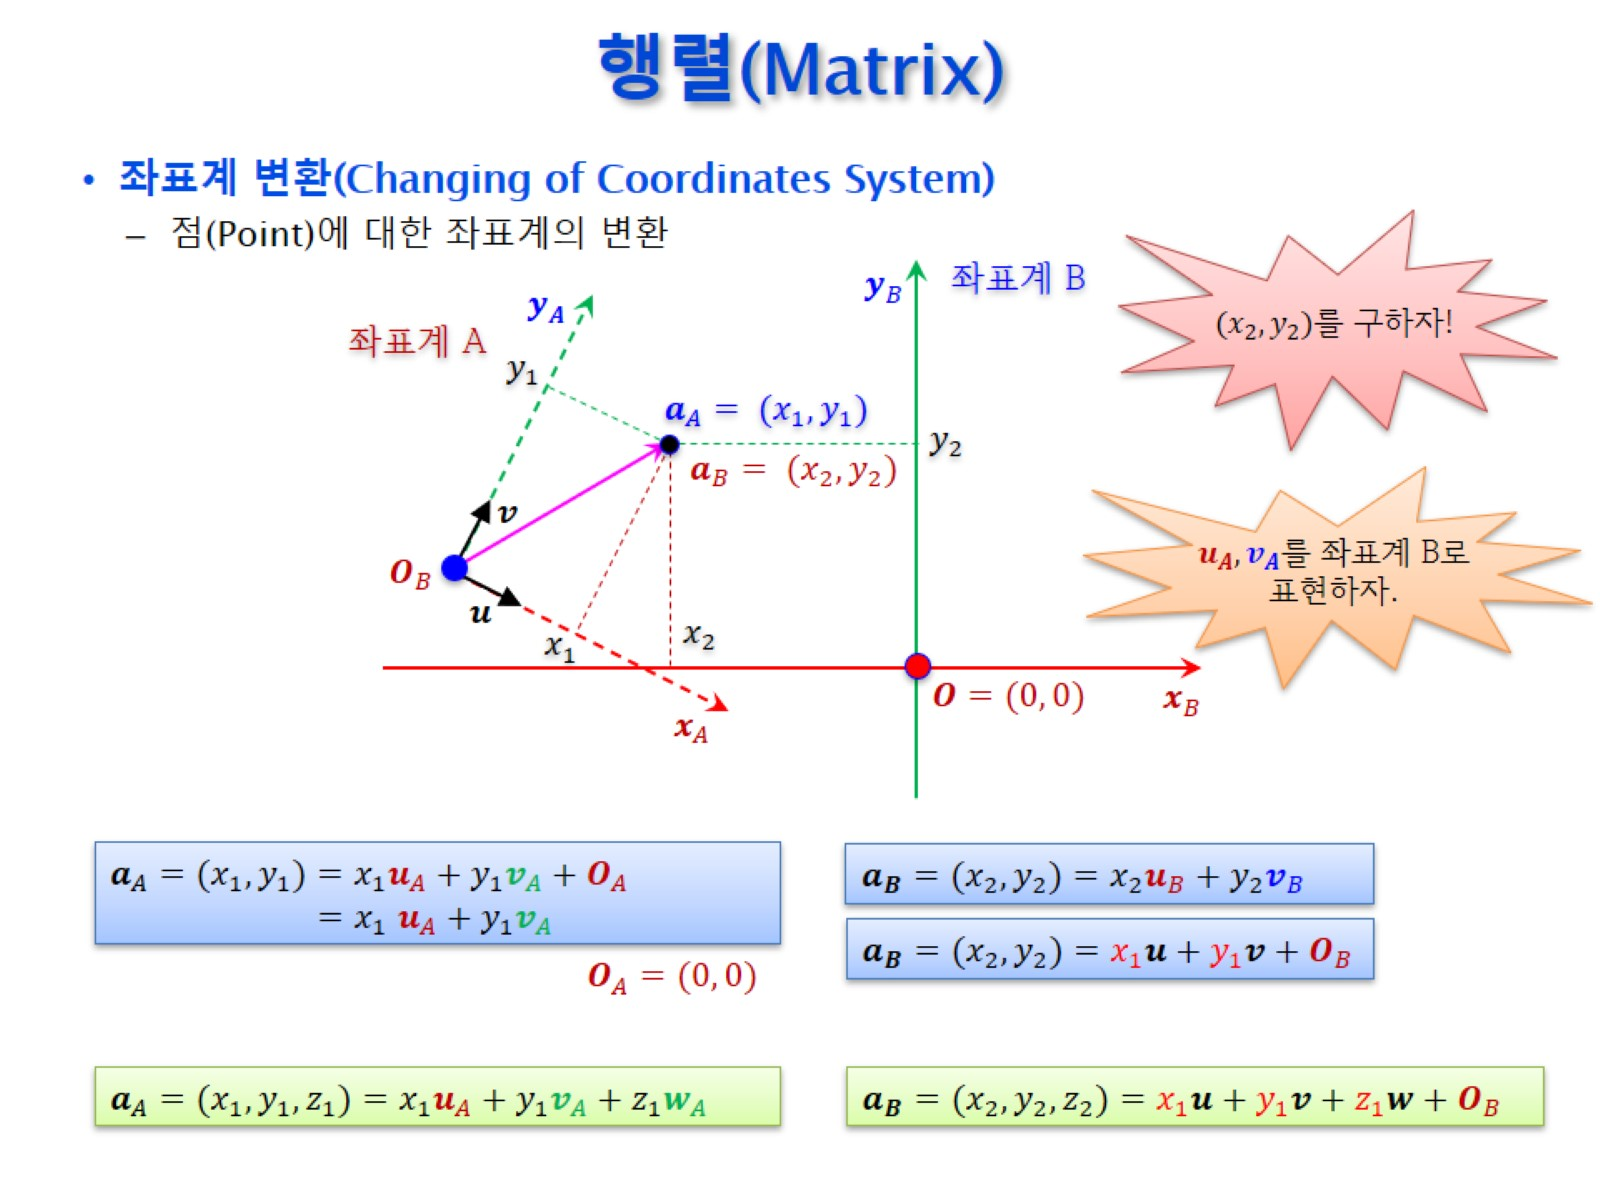 행렬(Matrix)
• 좌표계 변환(Changing of Coordinates System)
– 점(Point)에 대한 좌표계의 변환
좌표계 A
y_A
y_1
y_B
좌표계 B
(x_2, y_2)를 구하자!
a_A = (x_1, y_1)
a_B = (x_2, y_2)
y_2
v
O_B
u
x_1
x_2
x_A
O = (0, 0)
x_B
u_A, v_A를 좌표계 B로
표현하자.
a_A = (x_1, y_1) = x_1u_A + y_1v_A + O_A
= x_1 u_A + y_1v_A
O_A = (0, 0)
a_B = (x_2, y_2) = x_2u_B + y_2v_B
a_B = (x_2, y_2) = x_1u + y_1v + O_B
a_A = (x_1, y_1, z_1) = x_1u_A + y_1v_A + z_1w_A
a_B = (x_2, y_2, z_2) = x_1u + y_1v + z_1w + O_B